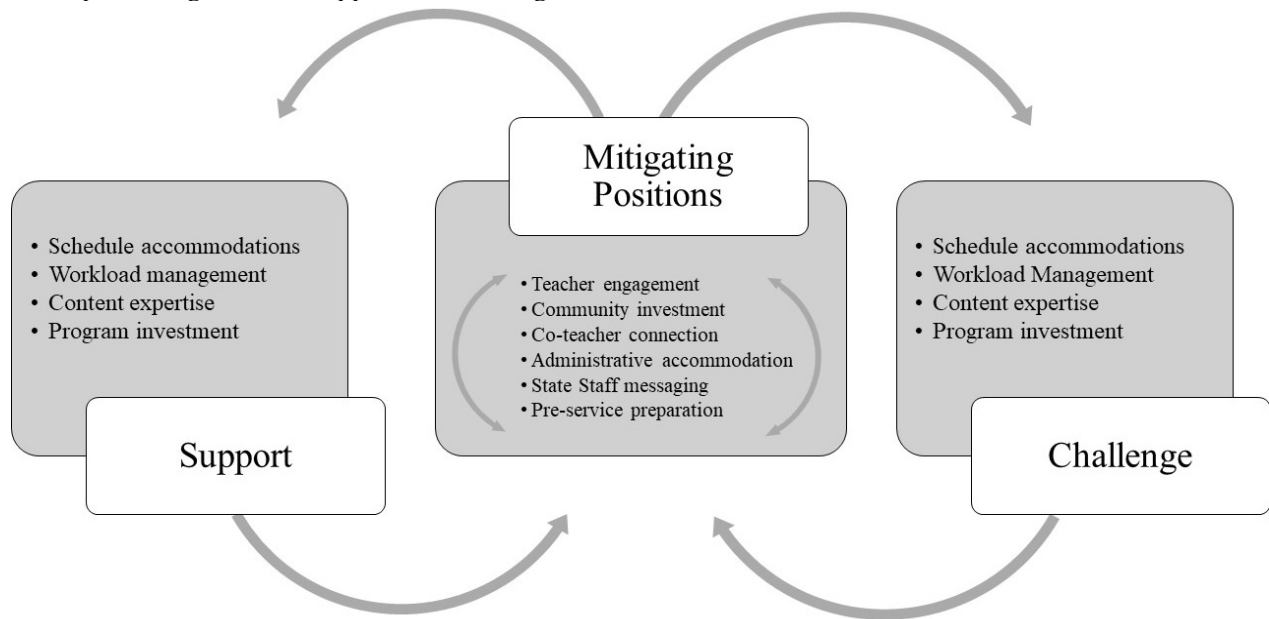 • Schedule accommodations
• Workload management
• Content expertise
• Program investment
Support
Mitigating
Positions
• Teacher engagement
• Community investment
• Co-teacher connection
• Administrative accommodation
• State Staff messaging
• Pre-service preparation
• Schedule accommodations
• Workload Management
• Content expertise
• Program investment
Challenge